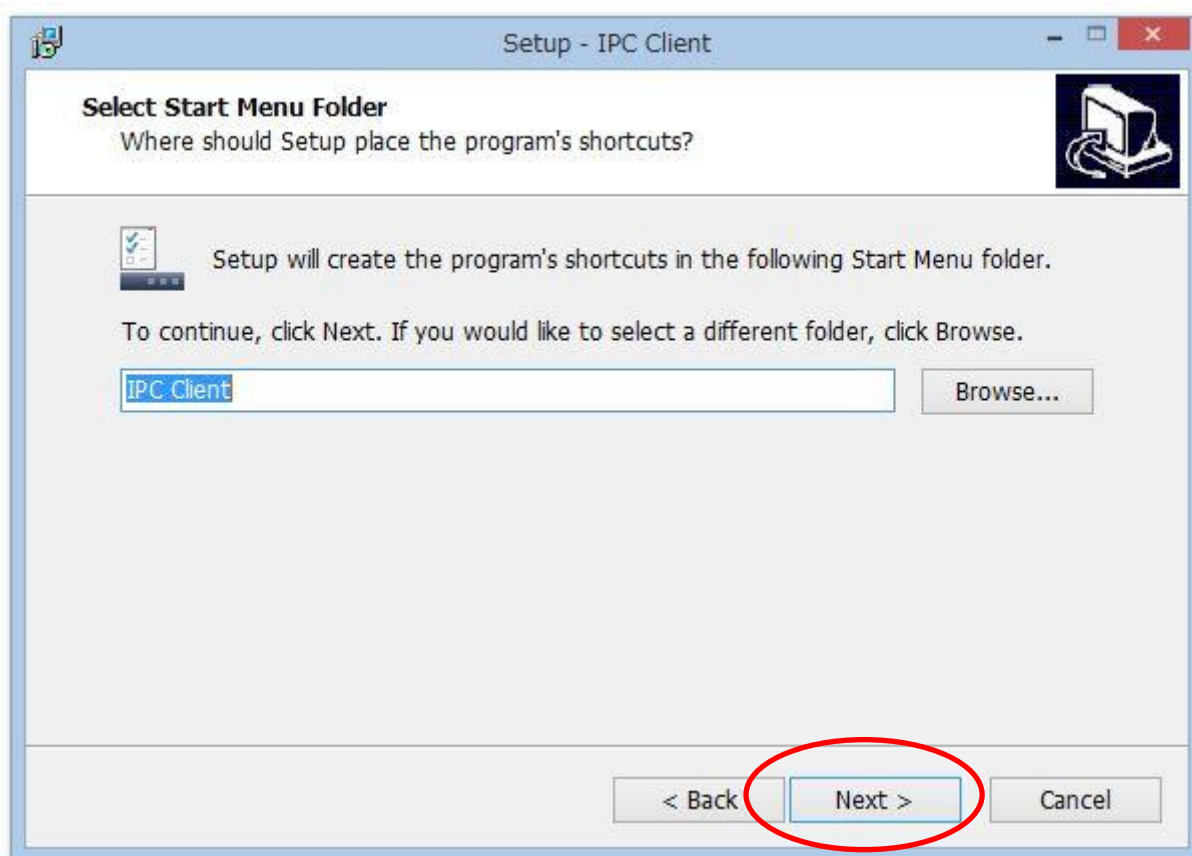 Setup - IPC Client
Select Start Menu Folder
Where should Setup place the program's shortcuts?
Setup will create the program's shortcuts in the following Start Menu folder.
To continue, click Next. If you would like to select a different folder, click Browse.
IPC Client
Browse...
< Back
Next >
Cancel